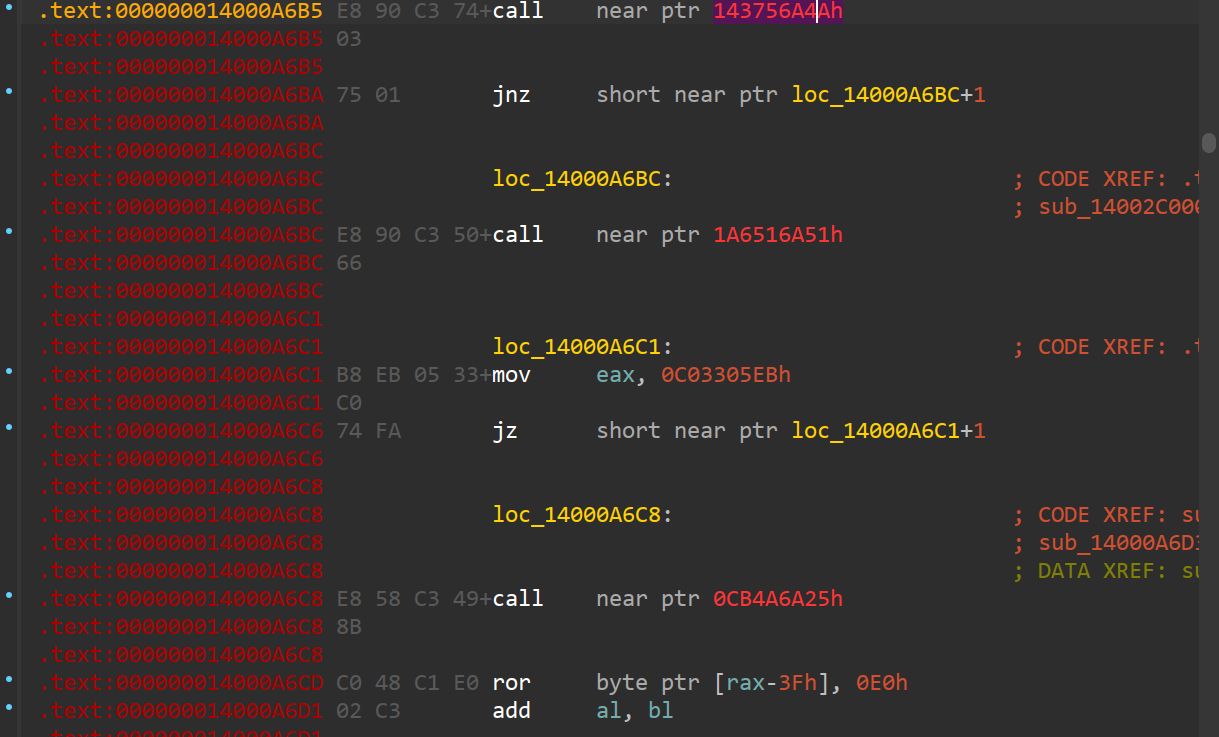 .text:000000014000A6B5 E8 90 C3 74+call near ptr 143756A4Ah
.text:000000014000A6B5 03
.text:000000014000A6B5
.text:000000014000A6BA 75 01 jnz short near ptr loc_14000A6BC+1
.text:000000014000A6BA
.text:000000014000A6BC
.text:000000014000A6BC loc_14000A6BC: ; CODE XREF: .t
.text:000000014000A6BC ; sub_14002C000
.text:000000014000A6BC E8 90 C3 50+call near ptr 1A6516A51h
.text:000000014000A6BC 66
.text:000000014000A6BC
.text:000000014000A6C1
.text:000000014000A6C1 loc_14000A6C1: ; CODE XREF: .t
.text:000000014000A6C1 B8 EB 05 33+mov eax, 0C03305EBh
.text:000000014000A6C1 C0
.text:000000014000A6C6 74 FA jz short near ptr loc_14000A6C1+1
.text:000000014000A6C6
.text:000000014000A6C8
.text:000000014000A6C8 loc_14000A6C8: ; CODE XREF: su
.text:000000014000A6C8 ; sub_14000A6D3
.text:000000014000A6C8 ; DATA XREF: su
.text:000000014000A6C8 E8 58 C3 49+call near ptr 0CB4A6A25h
.text:000000014000A6C8 8B
.text:000000014000A6C8
.text:000000014000A6CD C0 48 C1 E0 ror byte ptr [rax-3Fh], 0E0h
.text:000000014000A6D1 02 C3 add al, bl